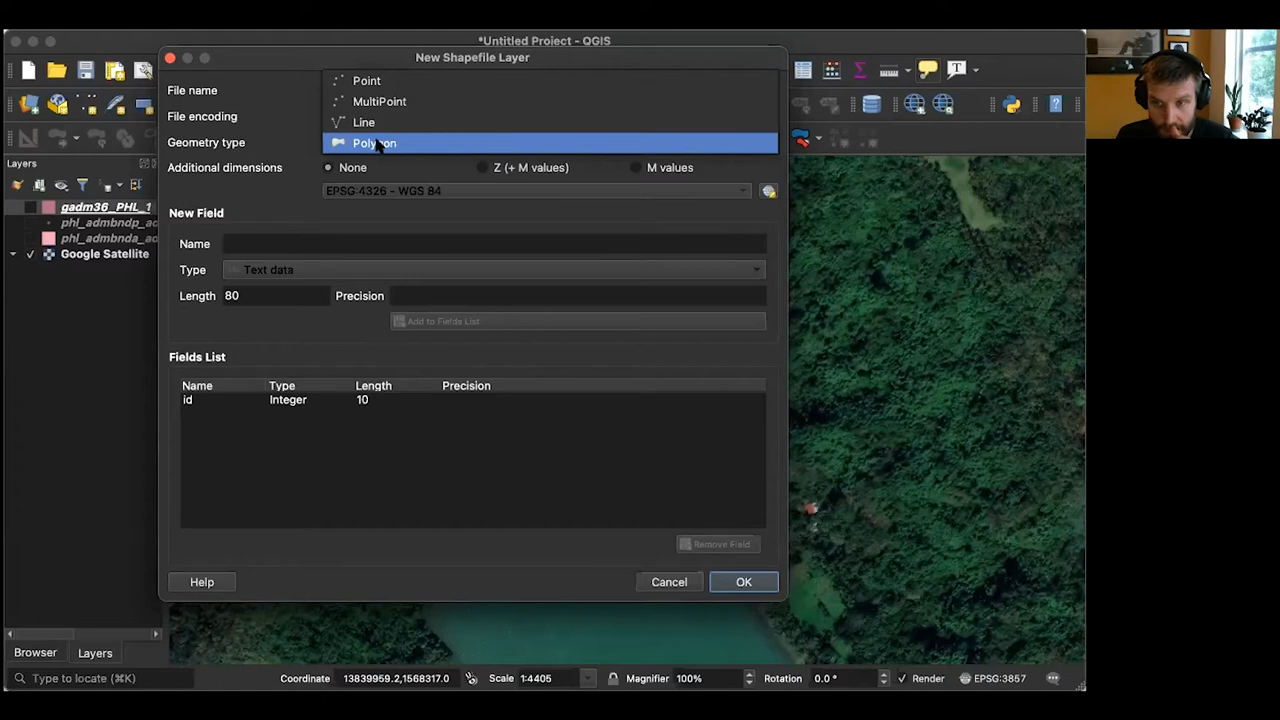 *Untitled Project - QGIS
New Shapefile Layer
File name
Point
MultiPoint
File encoding
Line
Geometry type
Polygon
Additional dimensions
None
Z (+ M values)
M values
EPSG:4326 - WGS 84
New Field
Name
Type
Text data
Length
80
Precision
Add to Fields List
Fields List
Name Type Length Precision
id Integer 10
Remove Field
Help
Cancel
OK
Layers
gadm36_PHL_1
phl_admbndp_ad
phl_admbnda_ad
Google Satellite
Browser
Layers
Type to locate (⌘K)
Coordinate 13839959.2,1568317.0
Scale 1:4405
Magnifier 100%
Rotation 0.0 °
Render
EPSG:3857